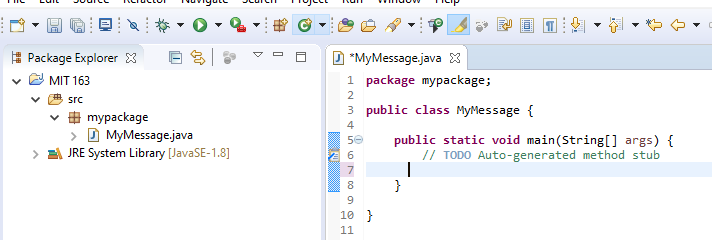 Package Explorer
MIT 163
src
mypackage
MyMessage.java
JRE System Library [JavaSE-1.8]
*MyMessage.java
1 package mypackage;
2
3 public class MyMessage {
4
5 public static void main(String[] args) {
6 // TODO Auto-generated method stub
7
8 }
9
10 }
11